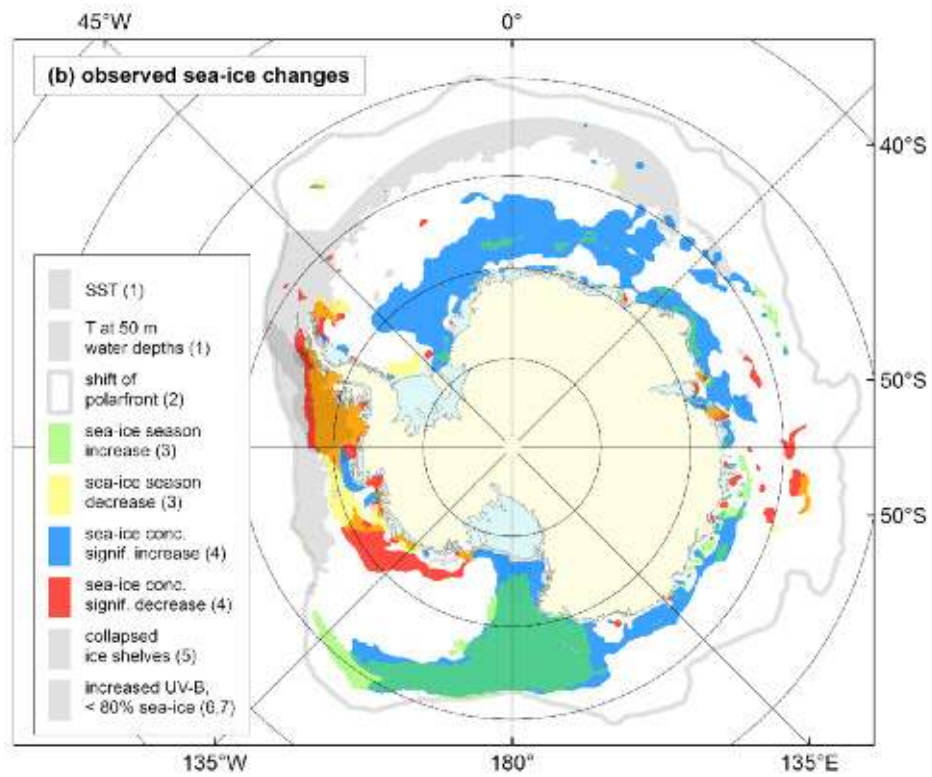 45°W
0°
(b) observed sea-ice changes
40°S
SST (1)
T at 50 m
water depths (1)
shift of
polarfront (2)
sea-ice season
increase (3)
50°S
sea-ice season
decrease (3)
sea-ice conc.
signif. increase (4)
50°S
sea-ice conc.
signif. decrease (4)
collapsed
ice shelves (5)
increased UV-B,
< 80% sea-ice (6,7)
135°W
180°
135°E